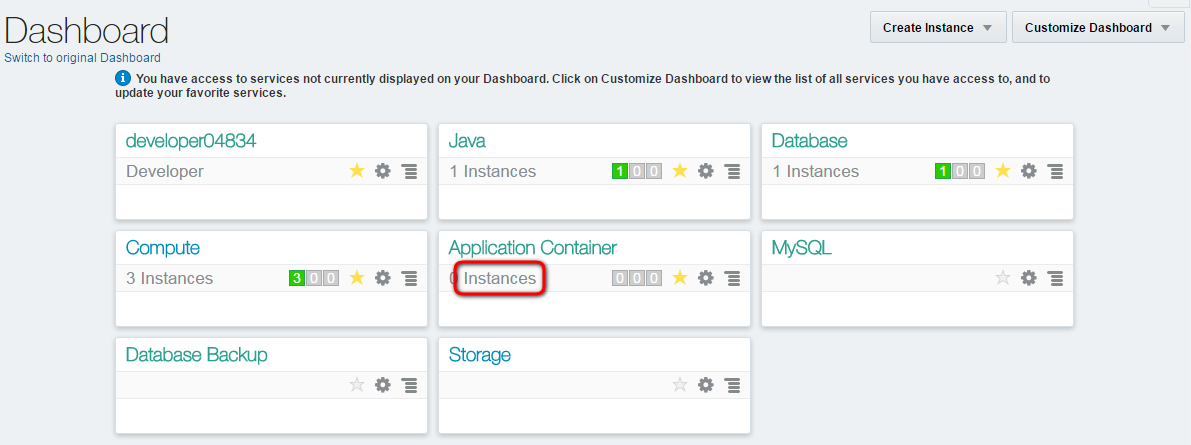 Dashboard
Create Instance
Customize Dashboard
Switch to original Dashboard
You have access to services not currently displayed on your Dashboard. Click on Customize Dashboard to view the list of all services you have access to, and to
update your favorite services.
developer04834
Java
Database
Developer
1 Instances
1 0 0
1 Instances
1 0 0
Compute
Application Container
MySQL
3 Instances
3 0 0
0 Instances
0 0 0
Database Backup
Storage